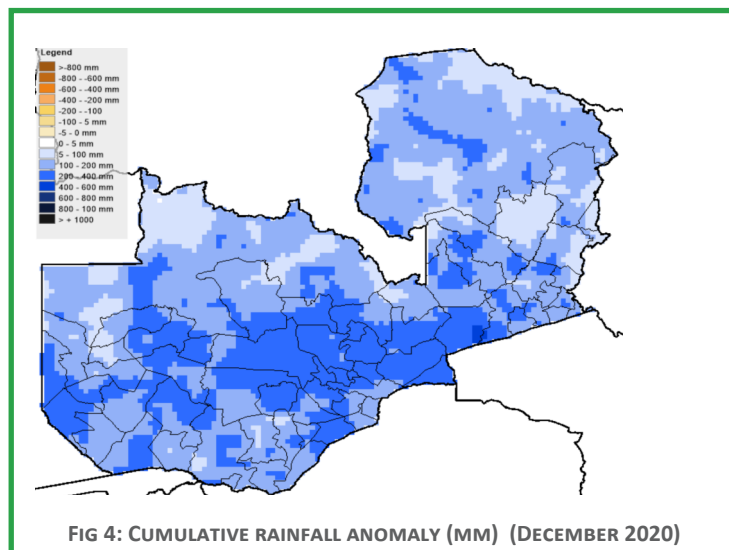 Legend
>-800 mm
-800 - -600 mm
-600 - -400 mm
-400 - -200 mm
-200 - -100
-100 - 5 mm
-5 - 0 mm
0 - 5 mm
5 - 100 mm
100 - 200 mm
200 - 400 mm
400 - 600 mm
600 - 800 mm
800 - 100 mm
> + 1000
FIG 4: CUMULATIVE RAINFALL ANOMALY (MM) (DECEMBER 2020)